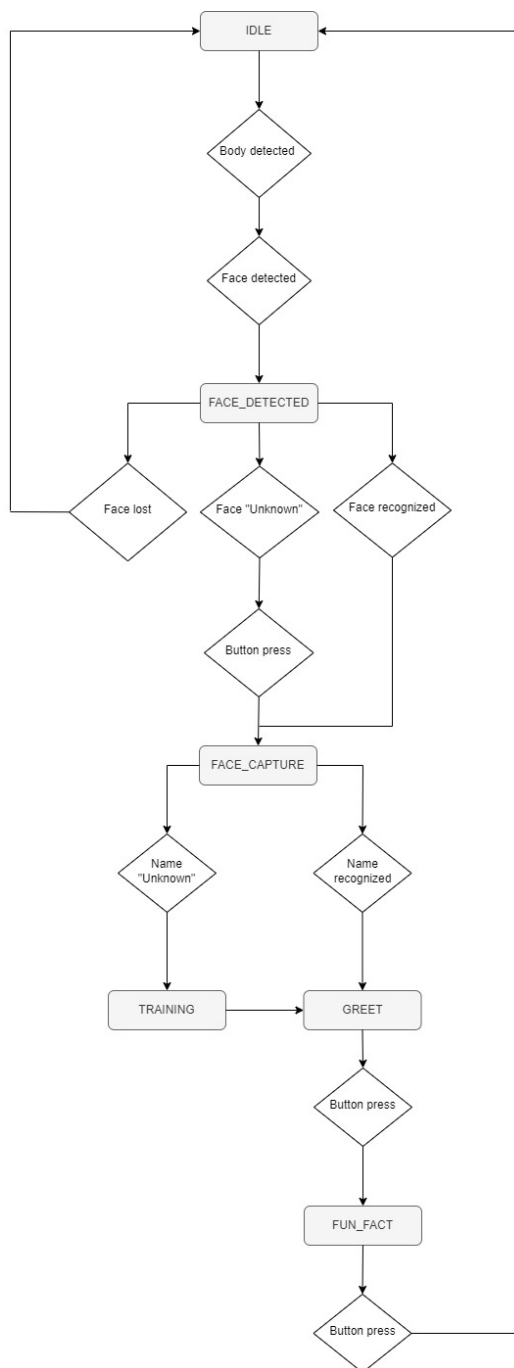 IDLE
Body detected
Face detected
FACE_DETECTED
Face lost
Face "Unknown"
Face recognized
Button press
FACE_CAPTURE
Name
"Unknown"
Name
recognized
TRAINING
GREET
Button press
FUN_FACT
Button press